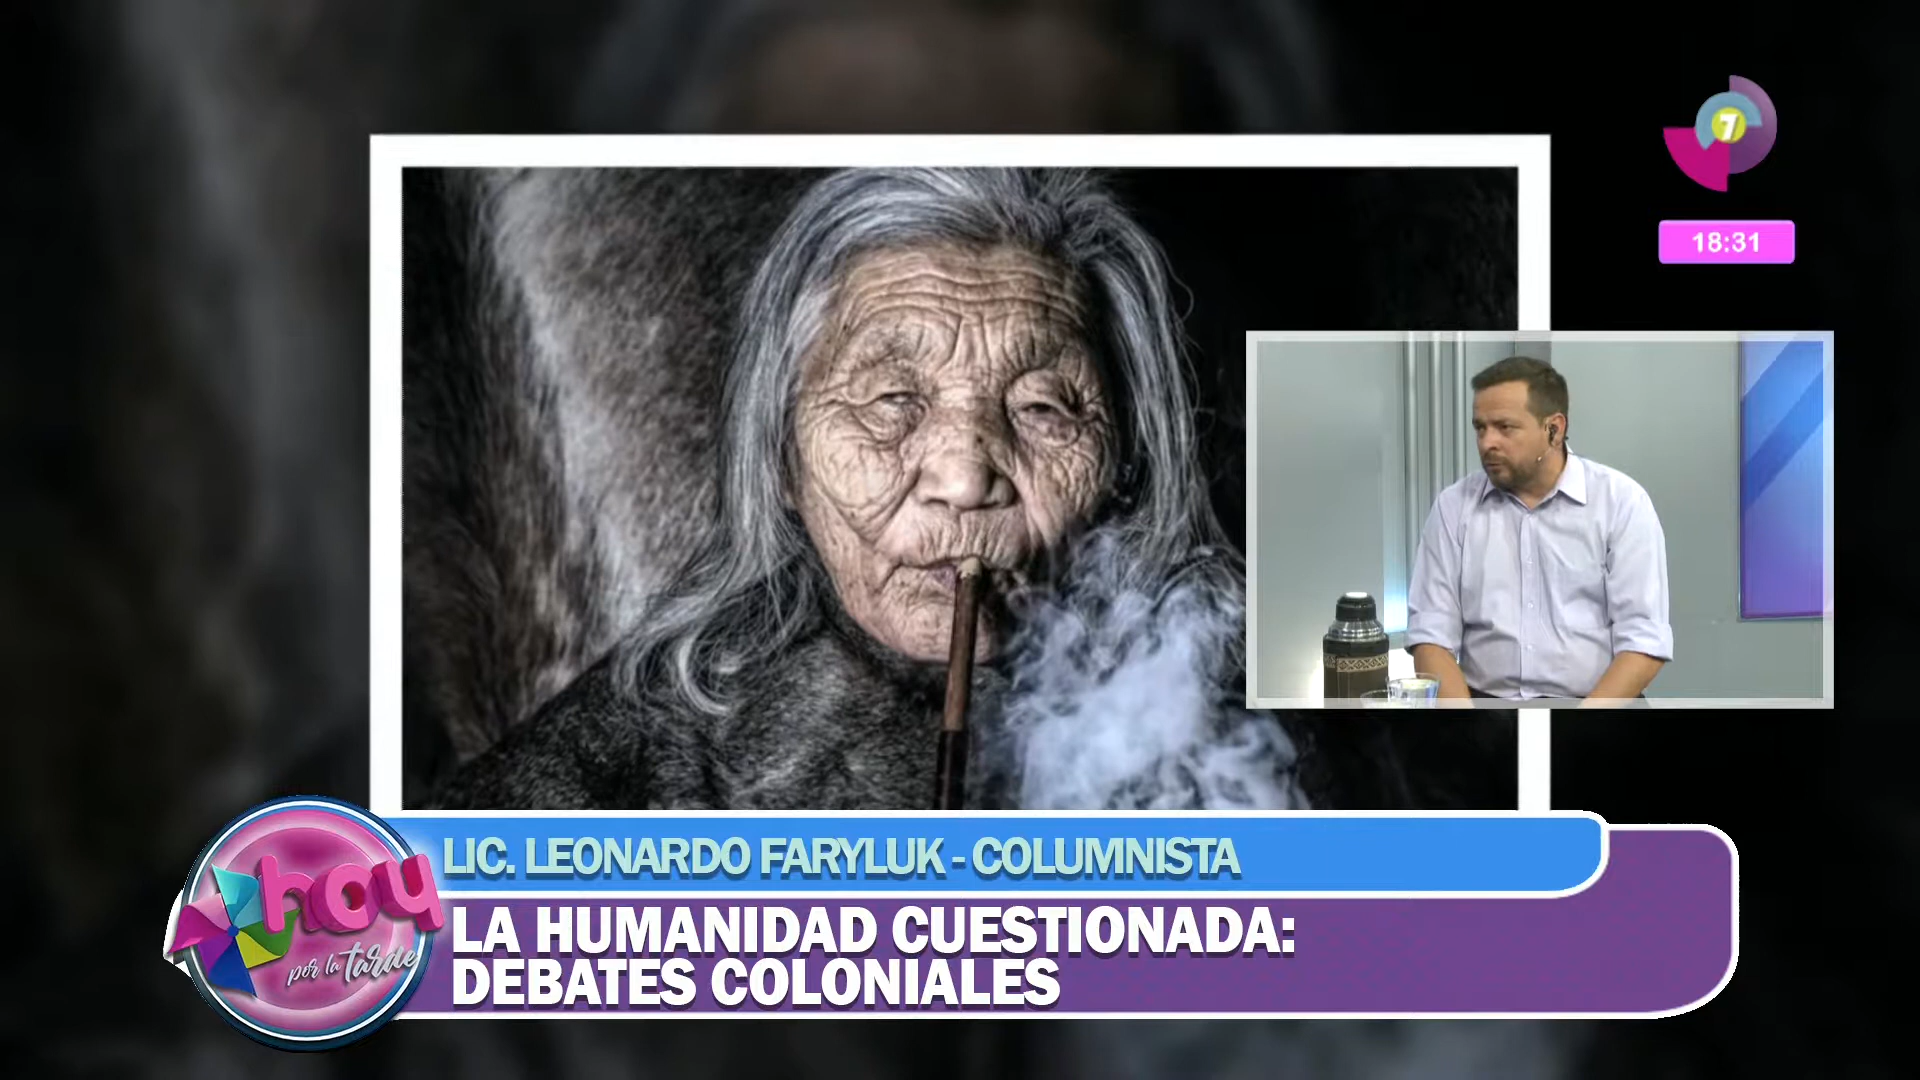 7
18:31
LIC. LEONARDO FARYLUK - COLUMNISTA
hoy
por la tarde
LA HUMANIDAD CUESTIONADA:
DEBATES COLONIALES